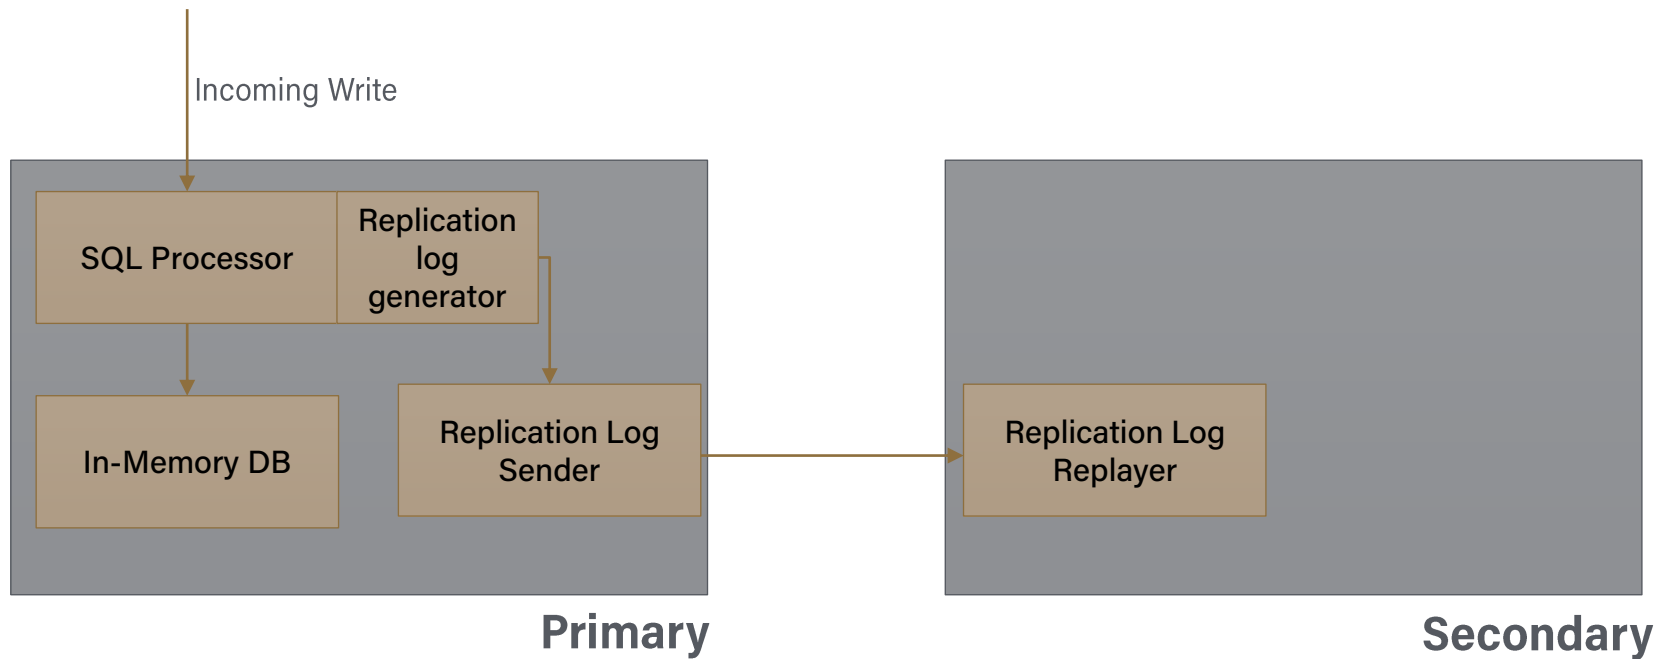 Incoming Write
SQL Processor
Replication
log
generator
In-Memory DB
Replication Log
Sender
Replication Log
Replayer
Primary
Secondary